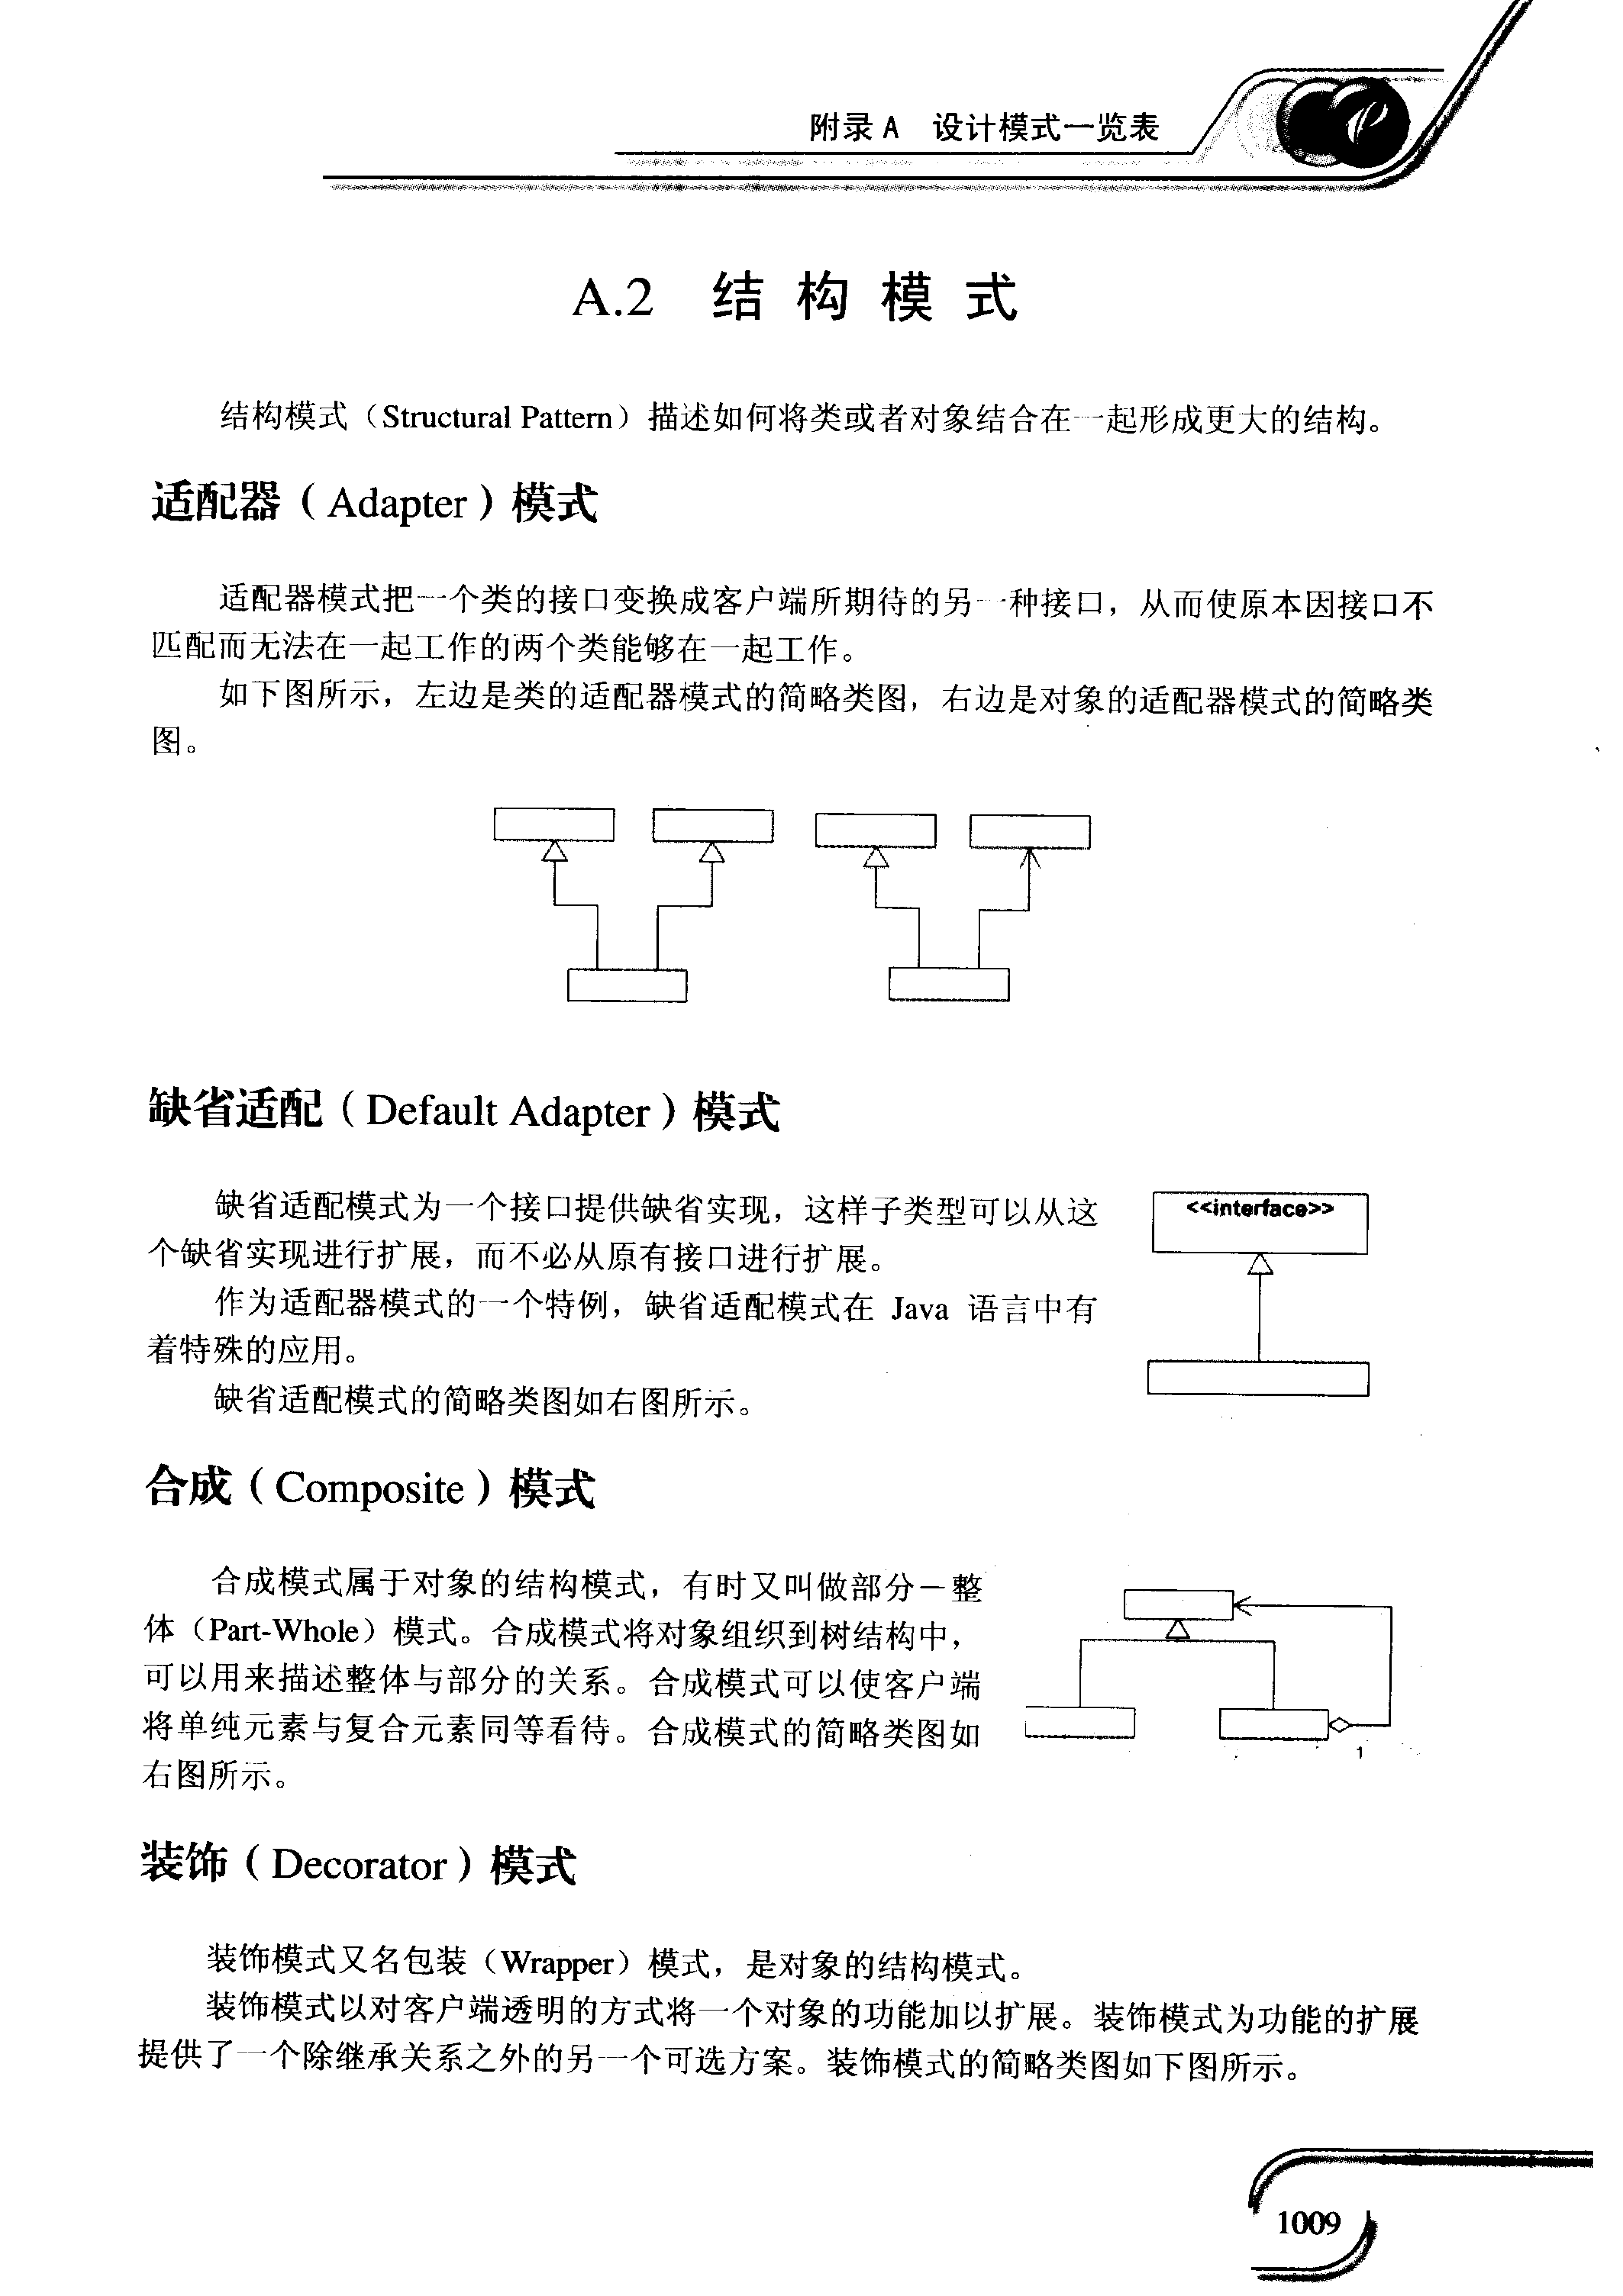 附录 A 设计模式一览表
A.2 结构模式
结构模式（Structural Pattern）描述如何将类或者对象结合在一起形成更大的结构。
适配器（Adapter）模式
适配器模式把一个类的接口变换成客户端所期待的另一种接口，从而使原本因接口不
匹配而无法在一起工作的两个类能够在一起工作。
如下图所示，左边是类的适配器模式的简略类图，右边是对象的适配器模式的简略类
图。
缺省适配（Default Adapter）模式
缺省适配模式为一个接口提供缺省实现，这样子类型可以从这
个缺省实现进行扩展，而不必从原有接口进行扩展。
作为适配器模式的一个特例，缺省适配模式在 Java 语言中有
着特殊的应用。
缺省适配模式的简略类图如右图所示。
<<interface>>
合成（Composite）模式
合成模式属于对象的结构模式，有时又叫做部分－整
体（Part-Whole）模式。合成模式将对象组织到树结构中，
可以用来描述整体与部分的关系。合成模式可以使客户端
将单纯元素与复合元素同等看待。合成模式的简略类图如
右图所示。
1
装饰（Decorator）模式
装饰模式又名包装（Wrapper）模式，是对象的结构模式。
装饰模式以对客户端透明的方式将一个对象的功能加以扩展。装饰模式为功能的扩展
提供了一个除继承关系之外的另一个可选方案。装饰模式的简略类图如下图所示。
1009